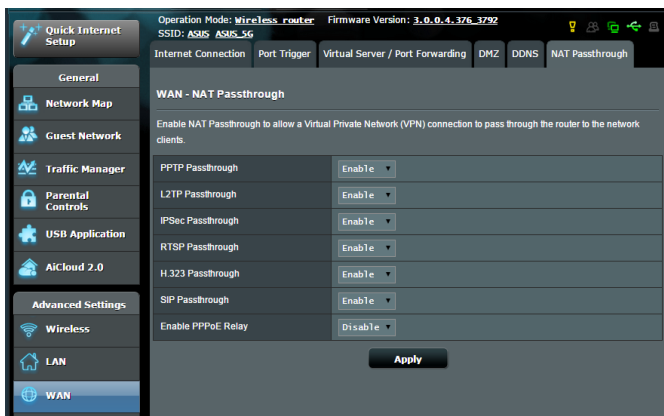 Quick Internet
Setup
Operation Mode: Wireless router Firmware Version: 3.0.0.4.376_3792
SSID: ASUS ASUS_5G
Internet Connection Port Trigger Virtual Server / Port Forwarding DMZ DDNS NAT Passthrough
General
Network Map
Guest Network
Traffic Manager
Parental
Controls
USB Application
AiCloud 2.0
Advanced Settings
Wireless
LAN
WAN
WAN - NAT Passthrough
Enable NAT Passthrough to allow a Virtual Private Network (VPN) connection to pass through the router to the network
clients.
PPTP Passthrough Enable
L2TP Passthrough Enable
IPSec Passthrough Enable
RTSP Passthrough Enable
H.323 Passthrough Enable
SIP Passthrough Enable
Enable PPPoE Relay Disable
Apply